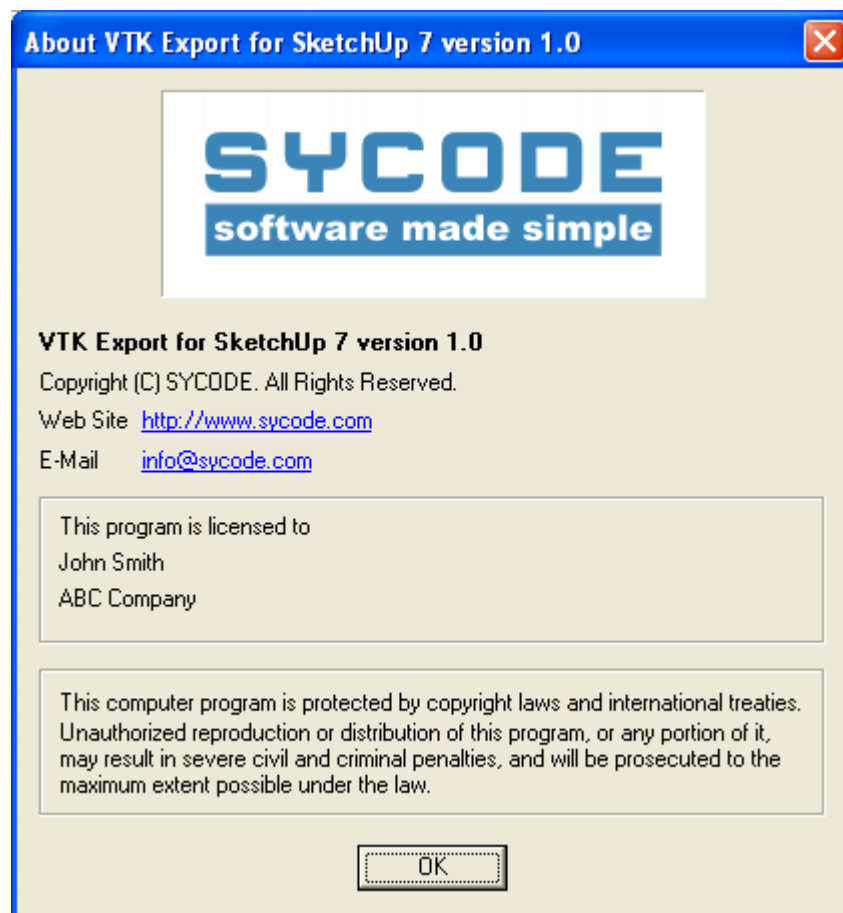 About VTK Export for SketchUp 7 version 1.0
SYCODE
software made simple
VTK Export for SketchUp 7 version 1.0
Copyright (C) SYCODE. All Rights Reserved.
Web Site http://www.sycode.com
E-Mail info@sycode.com
This program is licensed to
John Smith
ABC Company
This computer program is protected by copyright laws and international treaties.
Unauthorized reproduction or distribution of this program, or any portion of it,
may result in severe civil and criminal penalties, and will be prosecuted to the
maximum extent possible under the law.
OK